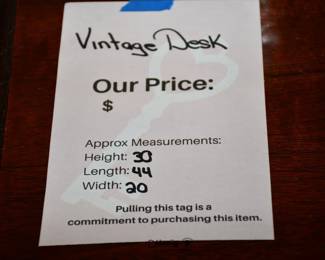 Vintage Desk
Our Price:
$
Approx Measurements:
Height: 30
Length: 44
Width: 20
Pulling this tag is a
commitment to purchasing this item.